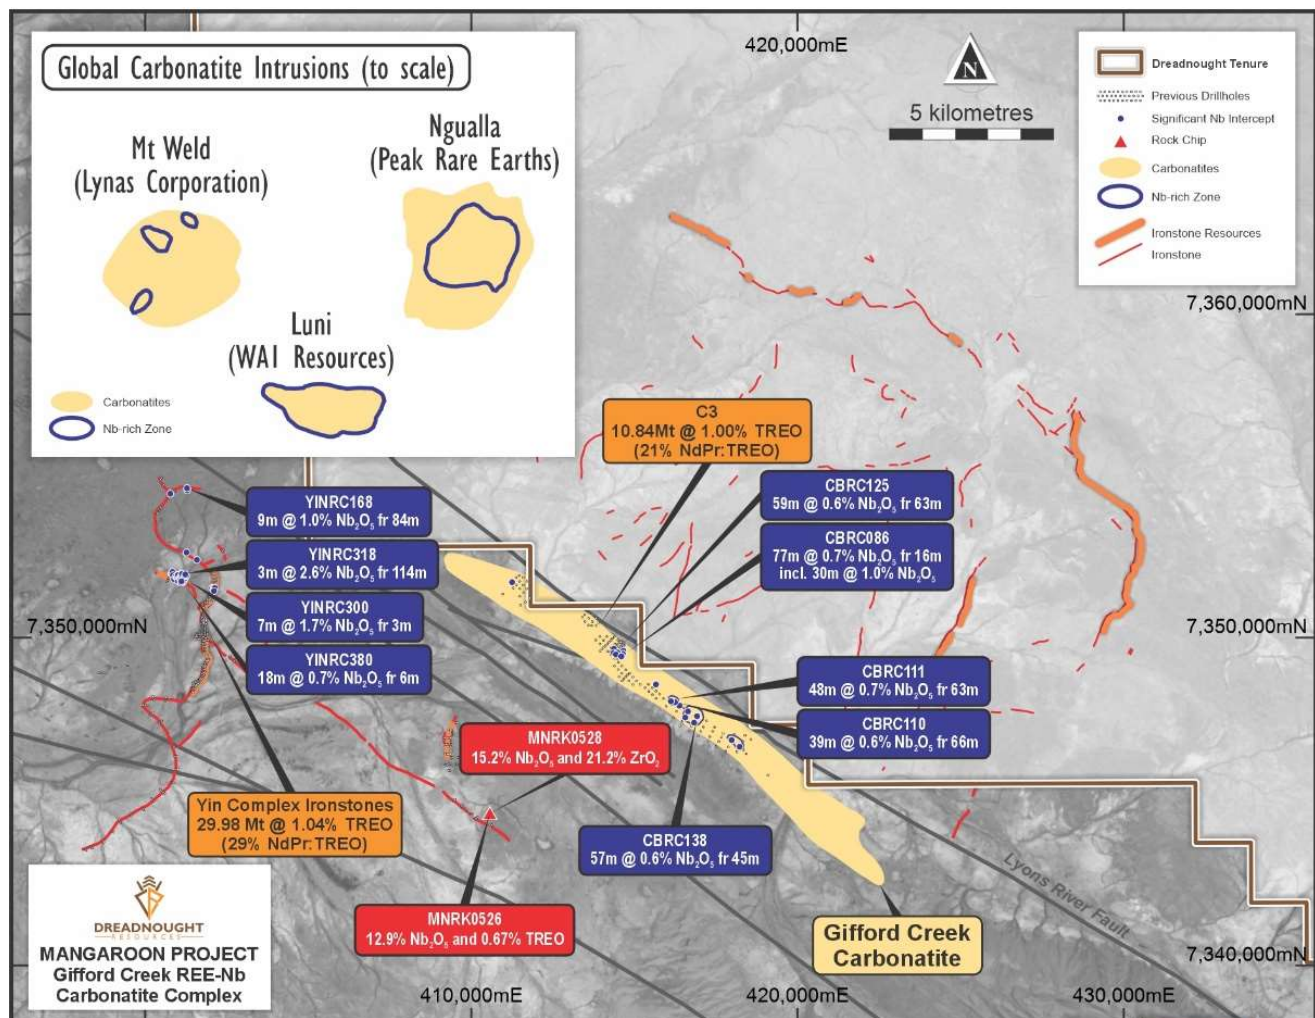 Global Carbonatite Intrusions (to scale)
Mt Weld
(Lynas Corporation)
Ngualla
(Peak Rare Earths)
Luni
(WA1 Resources)
Carbonatites
Nb-rich Zone
420,000mE
N
5 kilometres
Dreadnought Tenure
Previous Drillholes
Significant Nb Intercept
Rock Chip
Carbonatites
Nb-rich Zone
Ironstone Resources
Ironstone
7,360,000mN
C3
10.84Mt @ 1.00% TREO
(21% NdPr:TREO)
YINRC168
9m @ 1.0% Nb₂O₅ fr 84m
YINRC318
3m @ 2.6% Nb₂O₅ fr 114m
YINRC300
7m @ 1.7% Nb₂O₅ fr 3m
YINRC380
18m @ 0.7% Nb₂O₅ fr 6m
CBRC125
59m @ 0.6% Nb₂O₅ fr 63m
CBRC086
77m @ 0.7% Nb₂O₅ fr 16m
incl. 30m @ 1.0% Nb₂O₅
7,350,000mN
7,350,000mN
CBRC111
48m @ 0.7% Nb₂O₅ fr 63m
CBRC110
39m @ 0.6% Nb₂O₅ fr 66m
MNRK0528
15.2% Nb₂O₅ and 21.2% ZrO₂
Yin Complex Ironstones
29.98 Mt @ 1.04% TREO
(29% NdPr:TREO)
CBRC138
57m @ 0.6% Nb₂O₅ fr 45m
MNRK0526
12.9% Nb₂O₅ and 0.67% TREO
Lyons River Fault
Gifford Creek
Carbonatite
DREADNOUGHT
RESOURCES
MANGAROON PROJECT
Gifford Creek REE-Nb
Carbonatite Complex
7,340,000mN
410,000mE
420,000mE
430,000mE